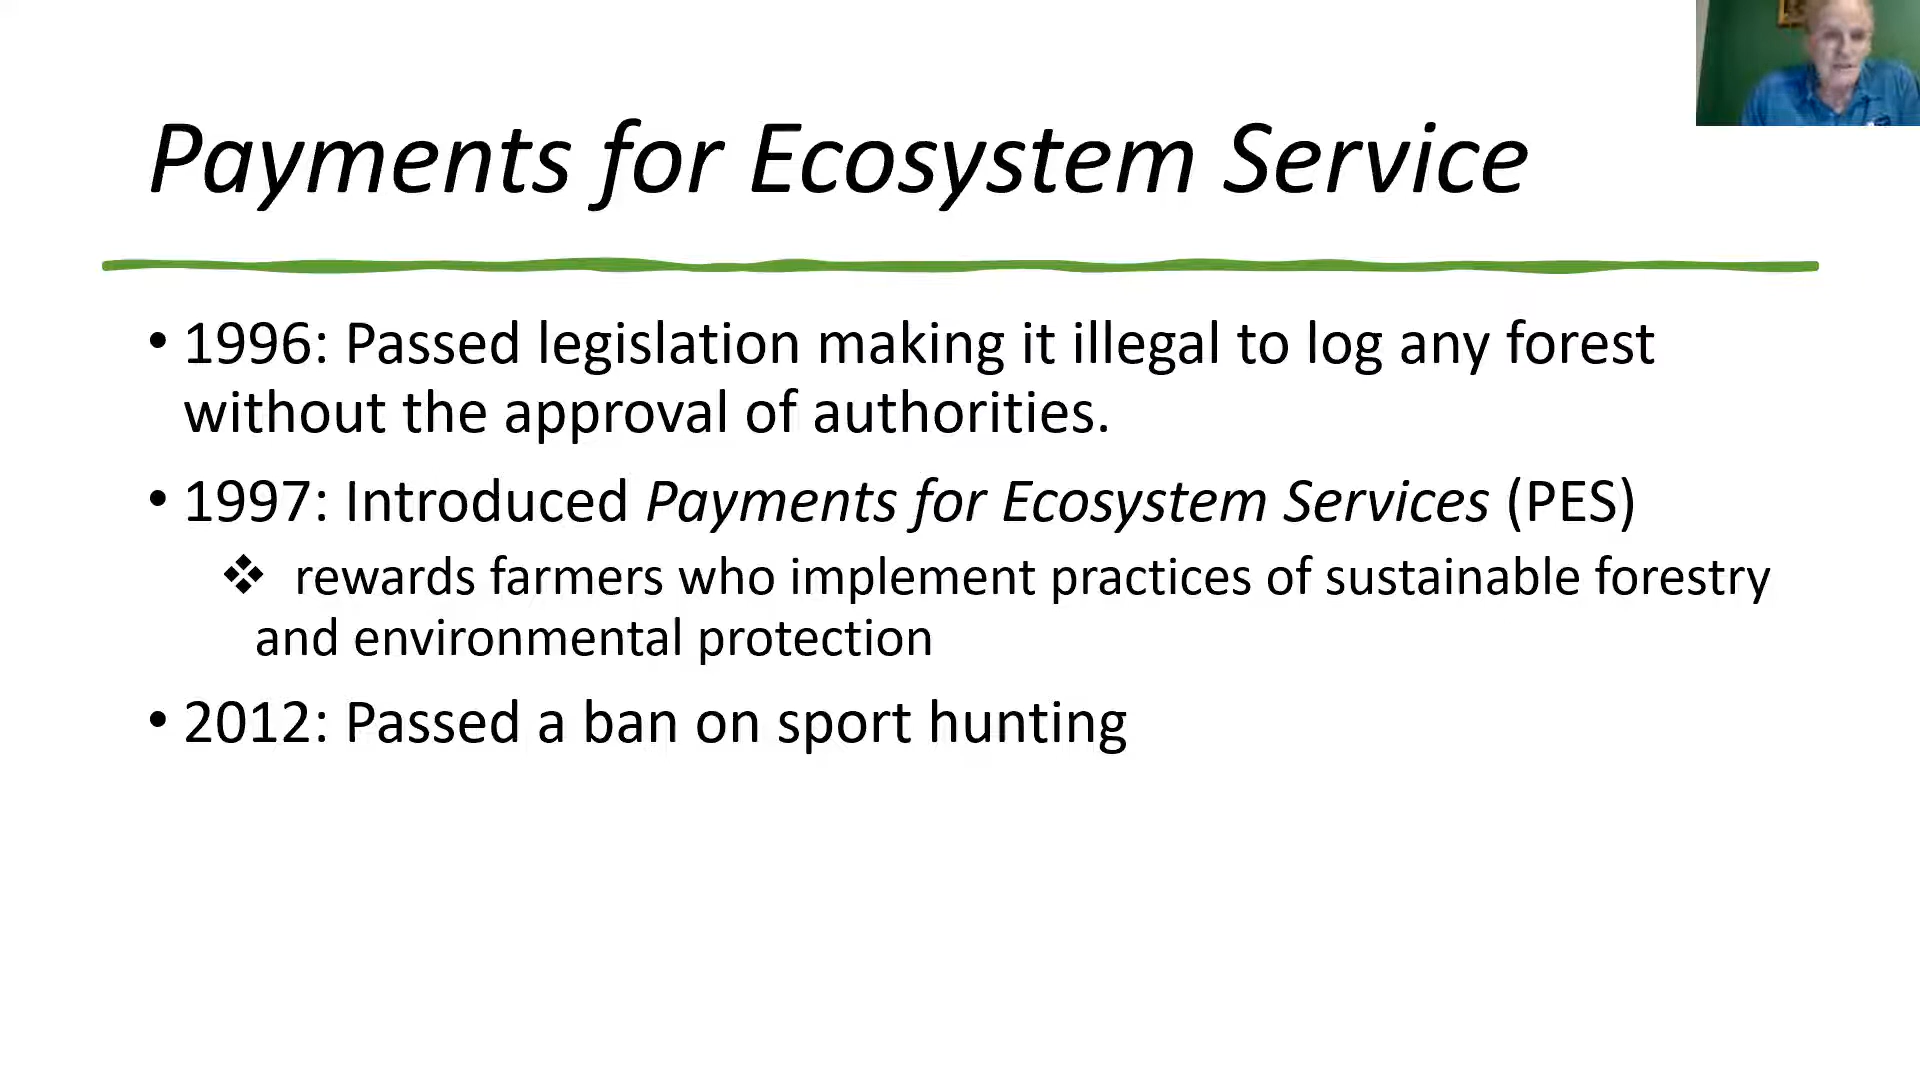 Payments for Ecosystem Service
• 1996: Passed legislation making it illegal to log any forest
without the approval of authorities.
• 1997: Introduced Payments for Ecosystem Services (PES)
❖ rewards farmers who implement practices of sustainable forestry
and environmental protection
• 2012: Passed a ban on sport hunting